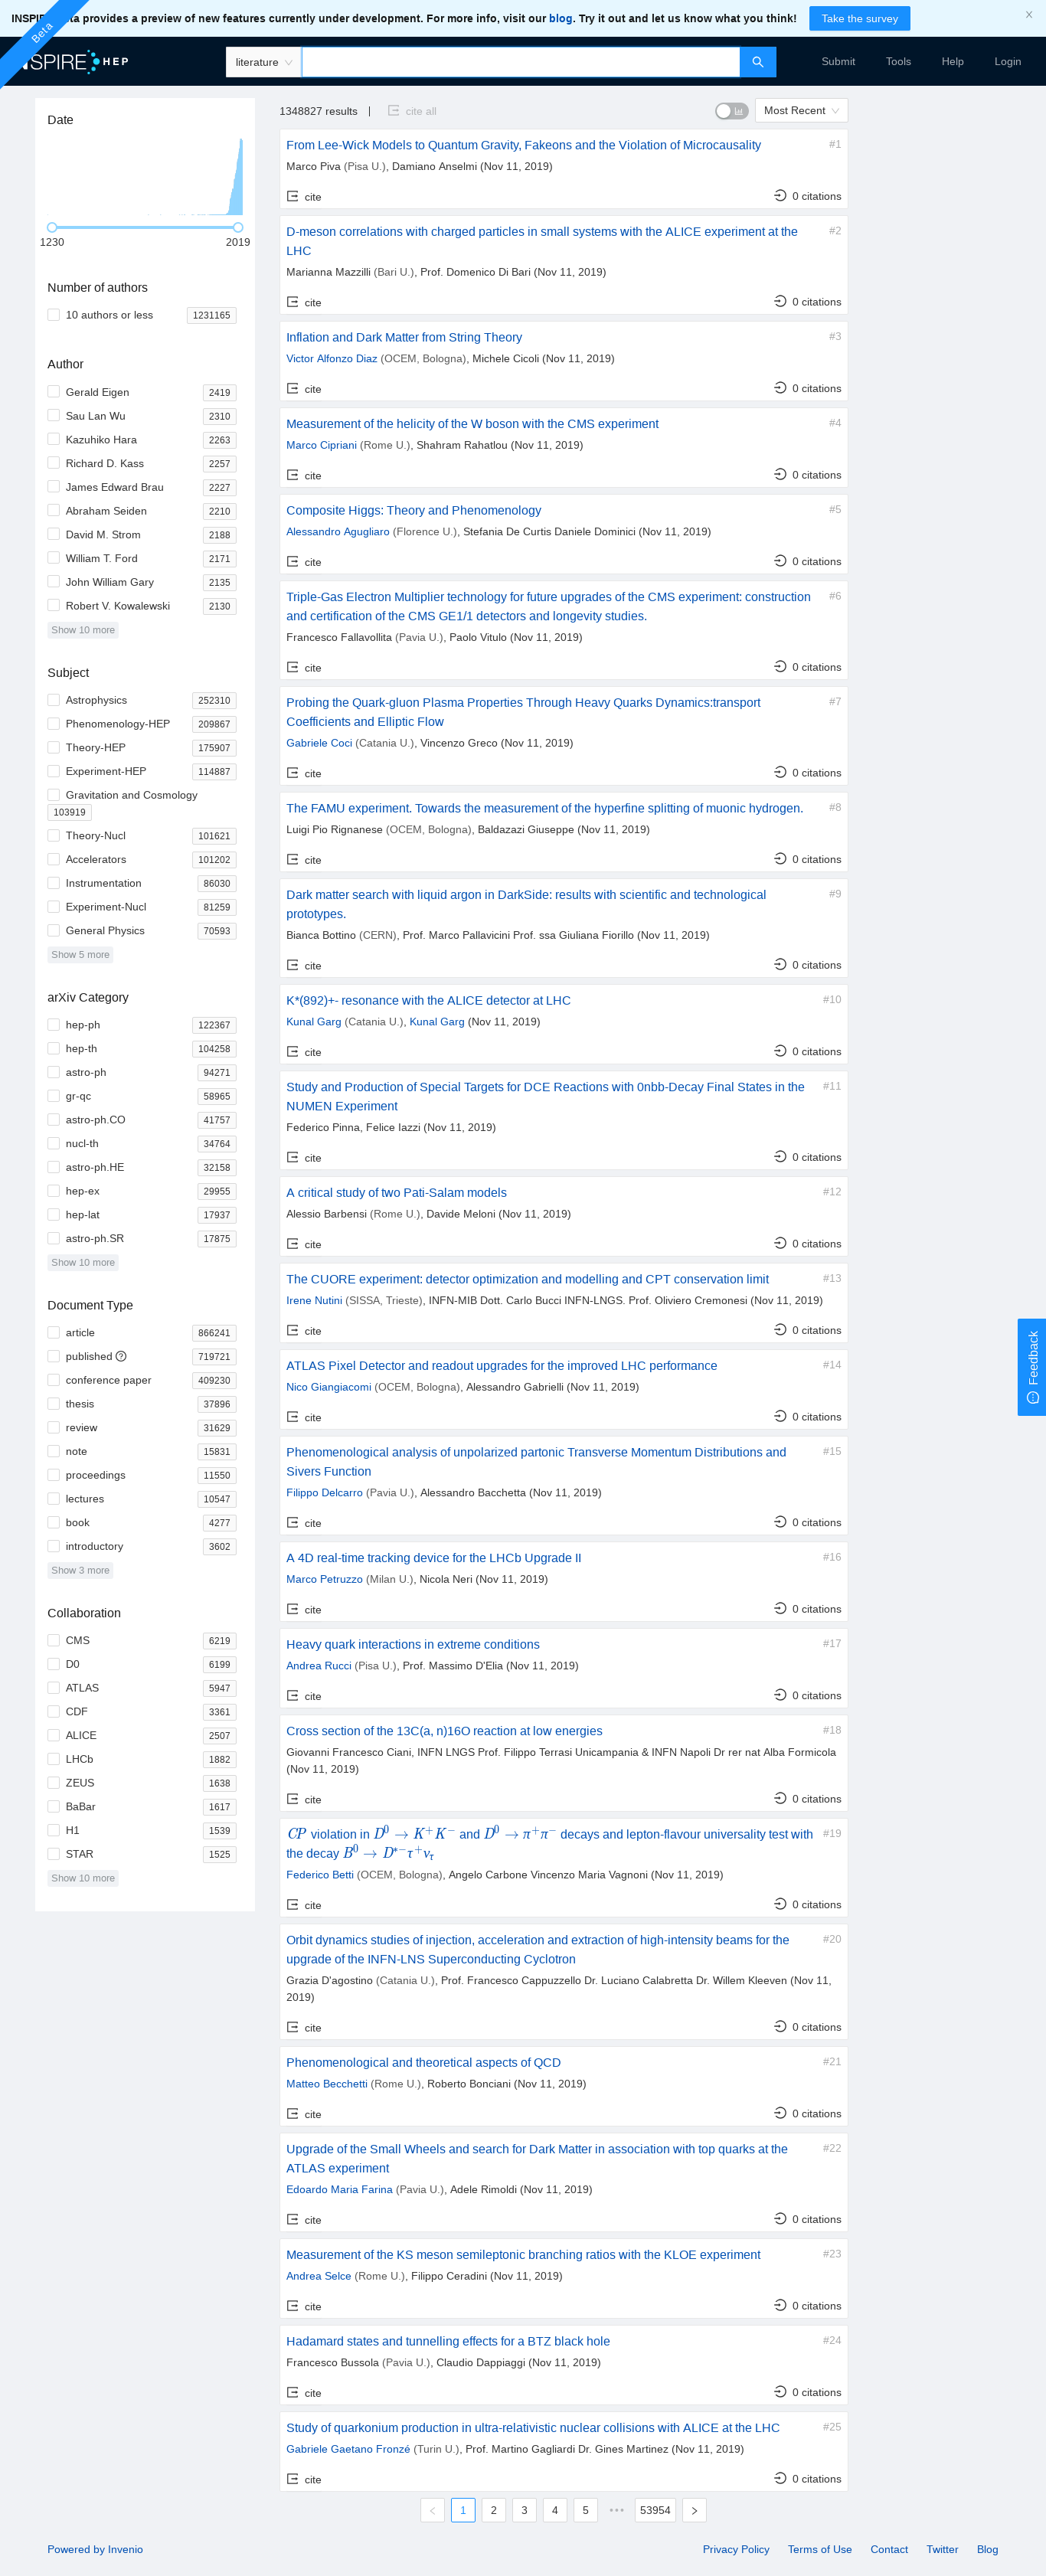 INSPIRE beta provides a preview of new features currently under development. For more info, visit our blog. Try it out and let us know what you think!
Take the survey
Beta
INSPIRE HEP
literature
Submit
Tools
Help
Login
Date
1230
2019
Number of authors
10 authors or less 1231165
Author
Gerald Eigen 2419
Sau Lan Wu 2310
Kazuhiko Hara 2263
Richard D. Kass 2257
James Edward Brau 2227
Abraham Seiden 2210
David M. Strom 2188
William T. Ford 2171
John William Gary 2135
Robert V. Kowalewski 2130
Show 10 more
Subject
Astrophysics 252310
Phenomenology-HEP 209867
Theory-HEP 175907
Experiment-HEP 114887
Gravitation and Cosmology
103919
Theory-Nucl 101621
Accelerators 101202
Instrumentation 86030
Experiment-Nucl 81259
General Physics 70593
Show 5 more
arXiv Category
hep-ph 122367
hep-th 104258
astro-ph 94271
gr-qc 58965
astro-ph.CO 41757
nucl-th 34764
astro-ph.HE 32158
hep-ex 29955
hep-lat 17937
astro-ph.SR 17875
Show 10 more
Document Type
article 866241
published 719721
conference paper 409230
thesis 37896
review 31629
note 15831
proceedings 11550
lectures 10547
book 4277
introductory 3602
Show 3 more
Collaboration
CMS 6219
D0 6199
ATLAS 5947
CDF 3361
ALICE 2507
LHCb 1882
ZEUS 1638
BaBar 1617
H1 1539
STAR 1525
Show 10 more
1348827 results | cite all
Most Recent
From Lee-Wick Models to Quantum Gravity, Fakeons and the Violation of Microcausality #1
Marco Piva (Pisa U.), Damiano Anselmi (Nov 11, 2019)
cite 0 citations
D-meson correlations with charged particles in small systems with the ALICE experiment at the #2
LHC
Marianna Mazzilli (Bari U.), Prof. Domenico Di Bari (Nov 11, 2019)
cite 0 citations
Inflation and Dark Matter from String Theory #3
Victor Alfonzo Diaz (OCEM, Bologna), Michele Cicoli (Nov 11, 2019)
cite 0 citations
Measurement of the helicity of the W boson with the CMS experiment #4
Marco Cipriani (Rome U.), Shahram Rahatlou (Nov 11, 2019)
cite 0 citations
Composite Higgs: Theory and Phenomenology #5
Alessandro Agugliaro (Florence U.), Stefania De Curtis Daniele Dominici (Nov 11, 2019)
cite 0 citations
Triple-Gas Electron Multiplier technology for future upgrades of the CMS experiment: construction #6
and certification of the CMS GE1/1 detectors and longevity studies.
Francesco Fallavollita (Pavia U.), Paolo Vitulo (Nov 11, 2019)
cite 0 citations
Probing the Quark-gluon Plasma Properties Through Heavy Quarks Dynamics:transport #7
Coefficients and Elliptic Flow
Gabriele Coci (Catania U.), Vincenzo Greco (Nov 11, 2019)
cite 0 citations
The FAMU experiment. Towards the measurement of the hyperfine splitting of muonic hydrogen. #8
Luigi Pio Rignanese (OCEM, Bologna), Baldazazi Giuseppe (Nov 11, 2019)
cite 0 citations
Dark matter search with liquid argon in DarkSide: results with scientific and technological #9
prototypes.
Bianca Bottino (CERN), Prof. Marco Pallavicini Prof. ssa Giuliana Fiorillo (Nov 11, 2019)
cite 0 citations
K*(892)+- resonance with the ALICE detector at LHC #10
Kunal Garg (Catania U.), Kunal Garg (Nov 11, 2019)
cite 0 citations
Study and Production of Special Targets for DCE Reactions with 0nbb-Decay Final States in the #11
NUMEN Experiment
Federico Pinna, Felice Iazzi (Nov 11, 2019)
cite 0 citations
A critical study of two Pati-Salam models #12
Alessio Barbensi (Rome U.), Davide Meloni (Nov 11, 2019)
cite 0 citations
The CUORE experiment: detector optimization and modelling and CPT conservation limit #13
Irene Nutini (SISSA, Trieste), INFN-MIB Dott. Carlo Bucci INFN-LNGS. Prof. Oliviero Cremonesi (Nov 11, 2019)
cite 0 citations
ATLAS Pixel Detector and readout upgrades for the improved LHC performance #14
Nico Giangiacomi (OCEM, Bologna), Alessandro Gabrielli (Nov 11, 2019)
cite 0 citations
Phenomenological analysis of unpolarized partonic Transverse Momentum Distributions and #15
Sivers Function
Filippo Delcarro (Pavia U.), Alessandro Bacchetta (Nov 11, 2019)
cite 0 citations
A 4D real-time tracking device for the LHCb Upgrade II #16
Marco Petruzzo (Milan U.), Nicola Neri (Nov 11, 2019)
cite 0 citations
Heavy quark interactions in extreme conditions #17
Andrea Rucci (Pisa U.), Prof. Massimo D'Elia (Nov 11, 2019)
cite 0 citations
Cross section of the 13C(a, n)16O reaction at low energies #18
Giovanni Francesco Ciani, INFN LNGS Prof. Filippo Terrasi Unicampania & INFN Napoli Dr rer nat Alba Formicola
(Nov 11, 2019)
cite 0 citations
CP violation in D⁰ → K⁺K⁻ and D⁰ → π⁺π⁻ decays and lepton-flavour universality test with #19
the decay B⁰ → D*⁻τ⁺ντ
Federico Betti (OCEM, Bologna), Angelo Carbone Vincenzo Maria Vagnoni (Nov 11, 2019)
cite 0 citations
Orbit dynamics studies of injection, acceleration and extraction of high-intensity beams for the #20
upgrade of the INFN-LNS Superconducting Cyclotron
Grazia D'agostino (Catania U.), Prof. Francesco Cappuzzello Dr. Luciano Calabretta Dr. Willem Kleeven (Nov 11,
2019)
cite 0 citations
Phenomenological and theoretical aspects of QCD #21
Matteo Becchetti (Rome U.), Roberto Bonciani (Nov 11, 2019)
cite 0 citations
Upgrade of the Small Wheels and search for Dark Matter in association with top quarks at the #22
ATLAS experiment
Edoardo Maria Farina (Pavia U.), Adele Rimoldi (Nov 11, 2019)
cite 0 citations
Measurement of the KS meson semileptonic branching ratios with the KLOE experiment #23
Andrea Selce (Rome U.), Filippo Ceradini (Nov 11, 2019)
cite 0 citations
Hadamard states and tunnelling effects for a BTZ black hole #24
Francesco Bussola (Pavia U.), Claudio Dappiaggi (Nov 11, 2019)
cite 0 citations
Study of quarkonium production in ultra-relativistic nuclear collisions with ALICE at the LHC #25
Gabriele Gaetano Fronzé (Turin U.), Prof. Martino Gagliardi Dr. Gines Martinez (Nov 11, 2019)
cite 0 citations
1 2 3 4 5 ••• 53954
Feedback
Powered by Invenio
Privacy Policy
Terms of Use
Contact
Twitter
Blog